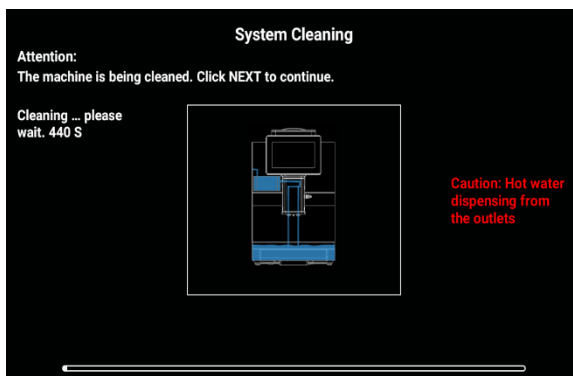 System Cleaning
Attention:
The machine is being cleaned. Click NEXT to continue.
Cleaning ... please
wait. 440 S
Caution: Hot water
dispensing from
the outlets